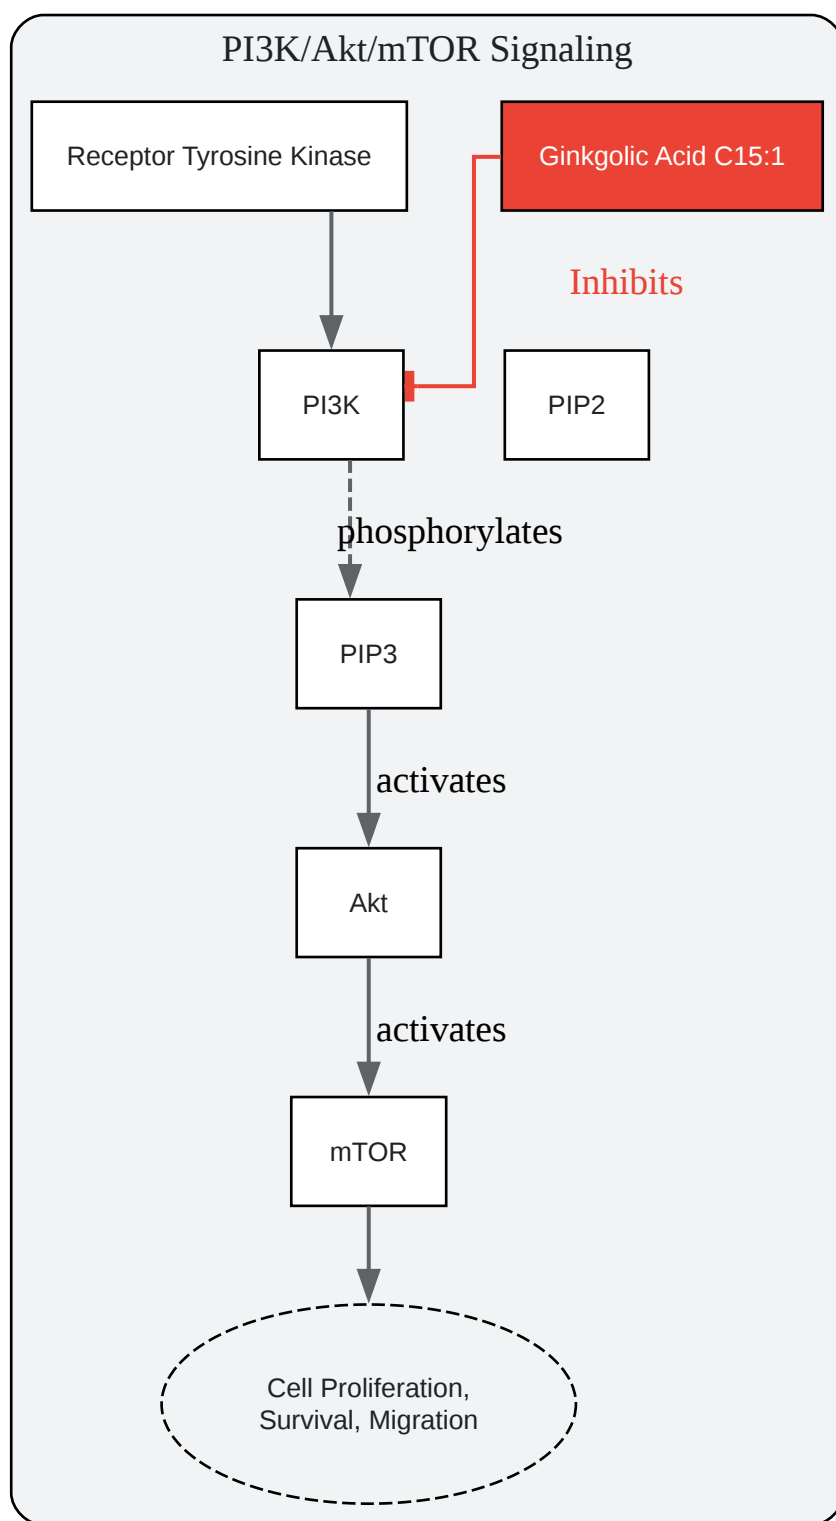 PI3K/Akt/mTOR Signaling
Receptor Tyrosine Kinase
Ginkgolic Acid C15:1
Inhibits
PI3K
PIP2
phosphorylates
PIP3
activates
Akt
activates
mTOR
Cell Proliferation,
Survival, Migration